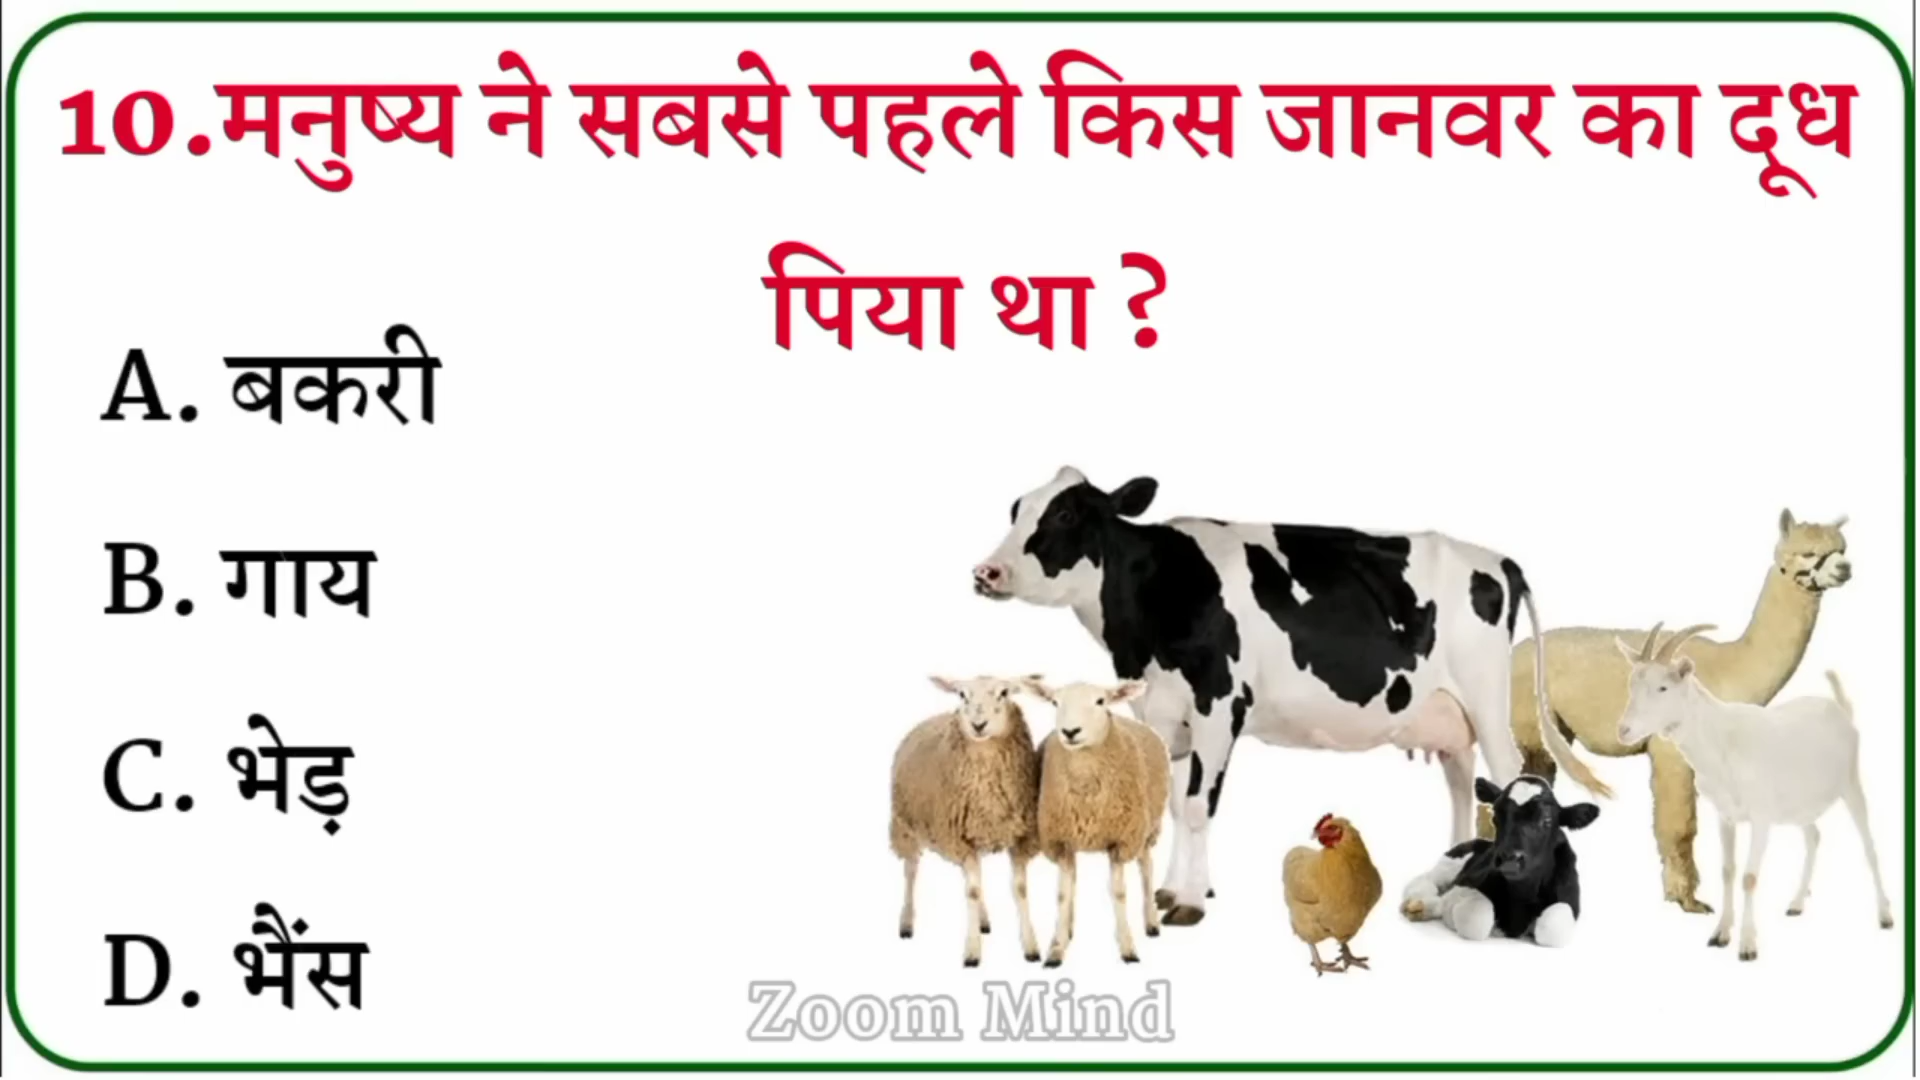 10.मनुष्य ने सबसे पहले किस जानवर का दूध
पिया था ?
A. बकरी
B. गाय
C. भेड़
D. भैंस
Zoom Mind